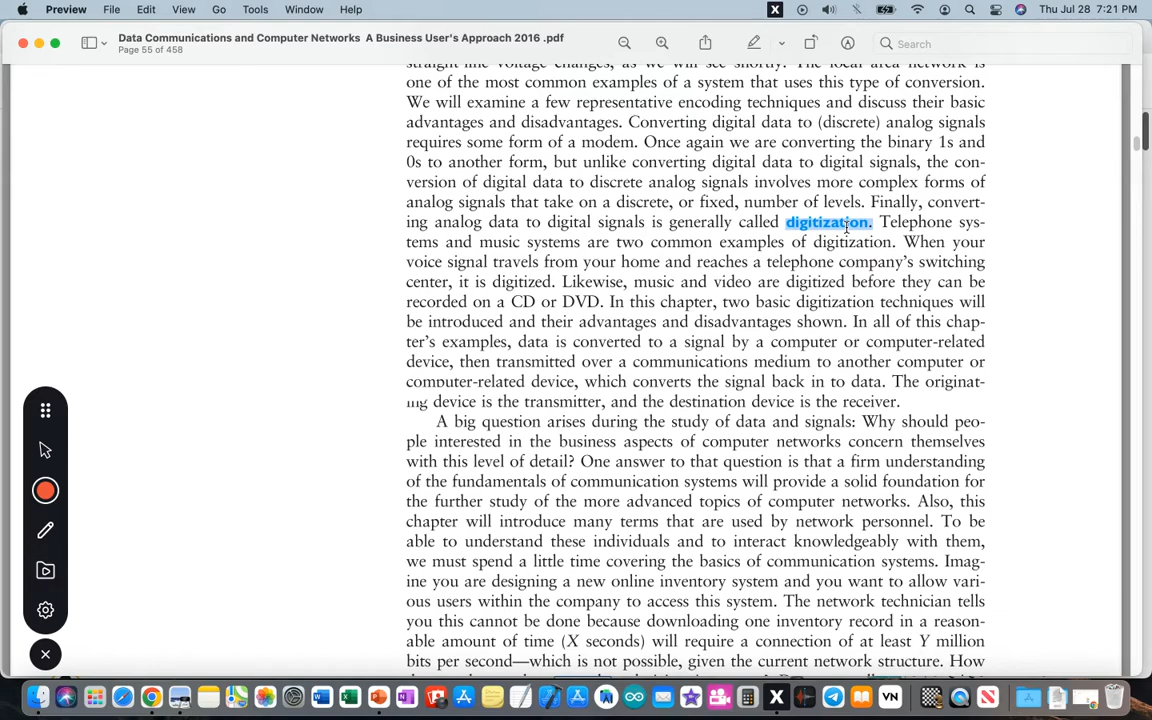 Preview File Edit View Go Tools Window Help Thu Jul 28 7:21 PM
Data Communications and Computer Networks A Business User's Approach 2016 .pdf
Page 55 of 458
Search
straight-line voltage changes, as we will see shortly. The local area network is
one of the most common examples of a system that uses this type of conversion.
We will examine a few representative encoding techniques and discuss their basic
advantages and disadvantages. Converting digital data to (discrete) analog signals
requires some form of a modem. Once again we are converting the binary 1s and
0s to another form, but unlike converting digital data to digital signals, the con-
version of digital data to discrete analog signals involves more complex forms of
analog signals that take on a discrete, or fixed, number of levels. Finally, convert-
ing analog data to digital signals is generally called digitization. Telephone sys-
tems and music systems are two common examples of digitization. When your
voice signal travels from your home and reaches a telephone company's switching
center, it is digitized. Likewise, music and video are digitized before they can be
recorded on a CD or DVD. In this chapter, two basic digitization techniques will
be introduced and their advantages and disadvantages shown. In all of this chap-
ter's examples, data is converted to a signal by a computer or computer-related
device, then transmitted over a communications medium to another computer or
computer-related device, which converts the signal back in to data. The originat-
ing device is the transmitter, and the destination device is the receiver.
A big question arises during the study of data and signals: Why should peo-
ple interested in the business aspects of computer networks concern themselves
with this level of detail? One answer to that question is that a firm understanding
of the fundamentals of communication systems will provide a solid foundation for
the further study of the more advanced topics of computer networks. Also, this
chapter will introduce many terms that are used by network personnel. To be
able to understand these individuals and to interact knowledgeably with them,
we must spend a little time covering the basics of communication systems. Imag-
ine you are designing a new online inventory system and you want to allow vari-
ous users within the company to access this system. The network technician tells
you this cannot be done because downloading one inventory record in a reason-
able amount of time (X seconds) will require a connection of at least Y million
bits per second—which is not possible, given the current network structure. How